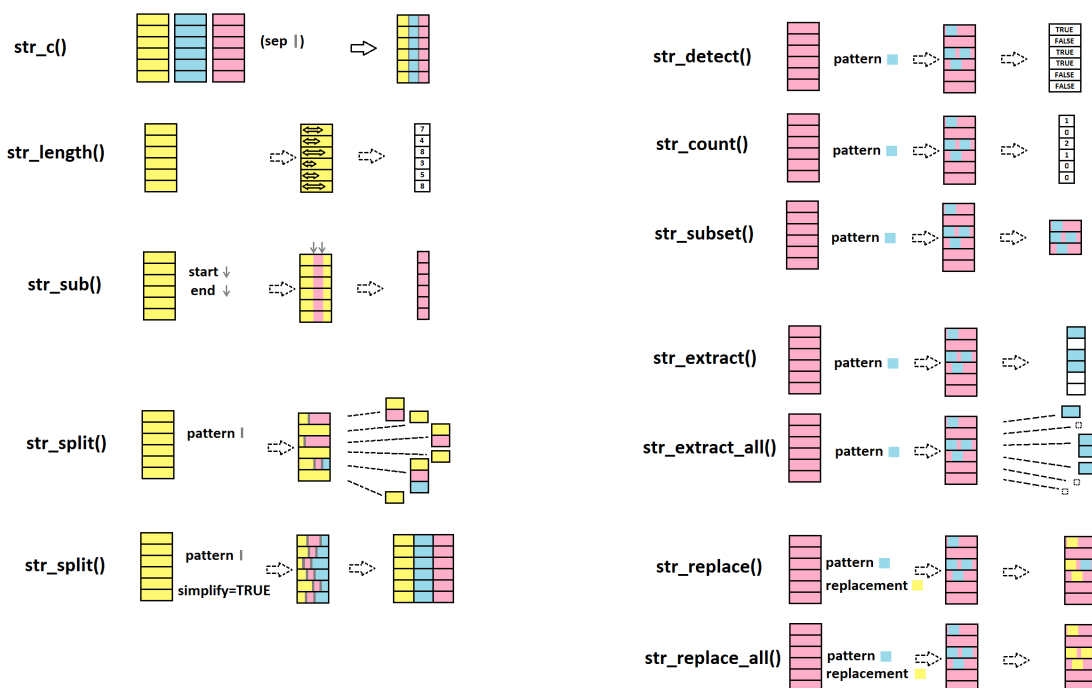 str_c()
(sep |)
str_length()
7
4
8
3
5
8
str_sub()
start ↓
end ↓
str_split()
pattern |
str_split()
pattern |
simplify=TRUE
str_detect()
pattern
TRUE
FALSE
TRUE
TRUE
FALSE
FALSE
str_count()
pattern
1
0
2
1
0
0
str_subset()
pattern
str_extract()
pattern
str_extract_all()
pattern
str_replace()
pattern
replacement
str_replace_all()
pattern
replacement